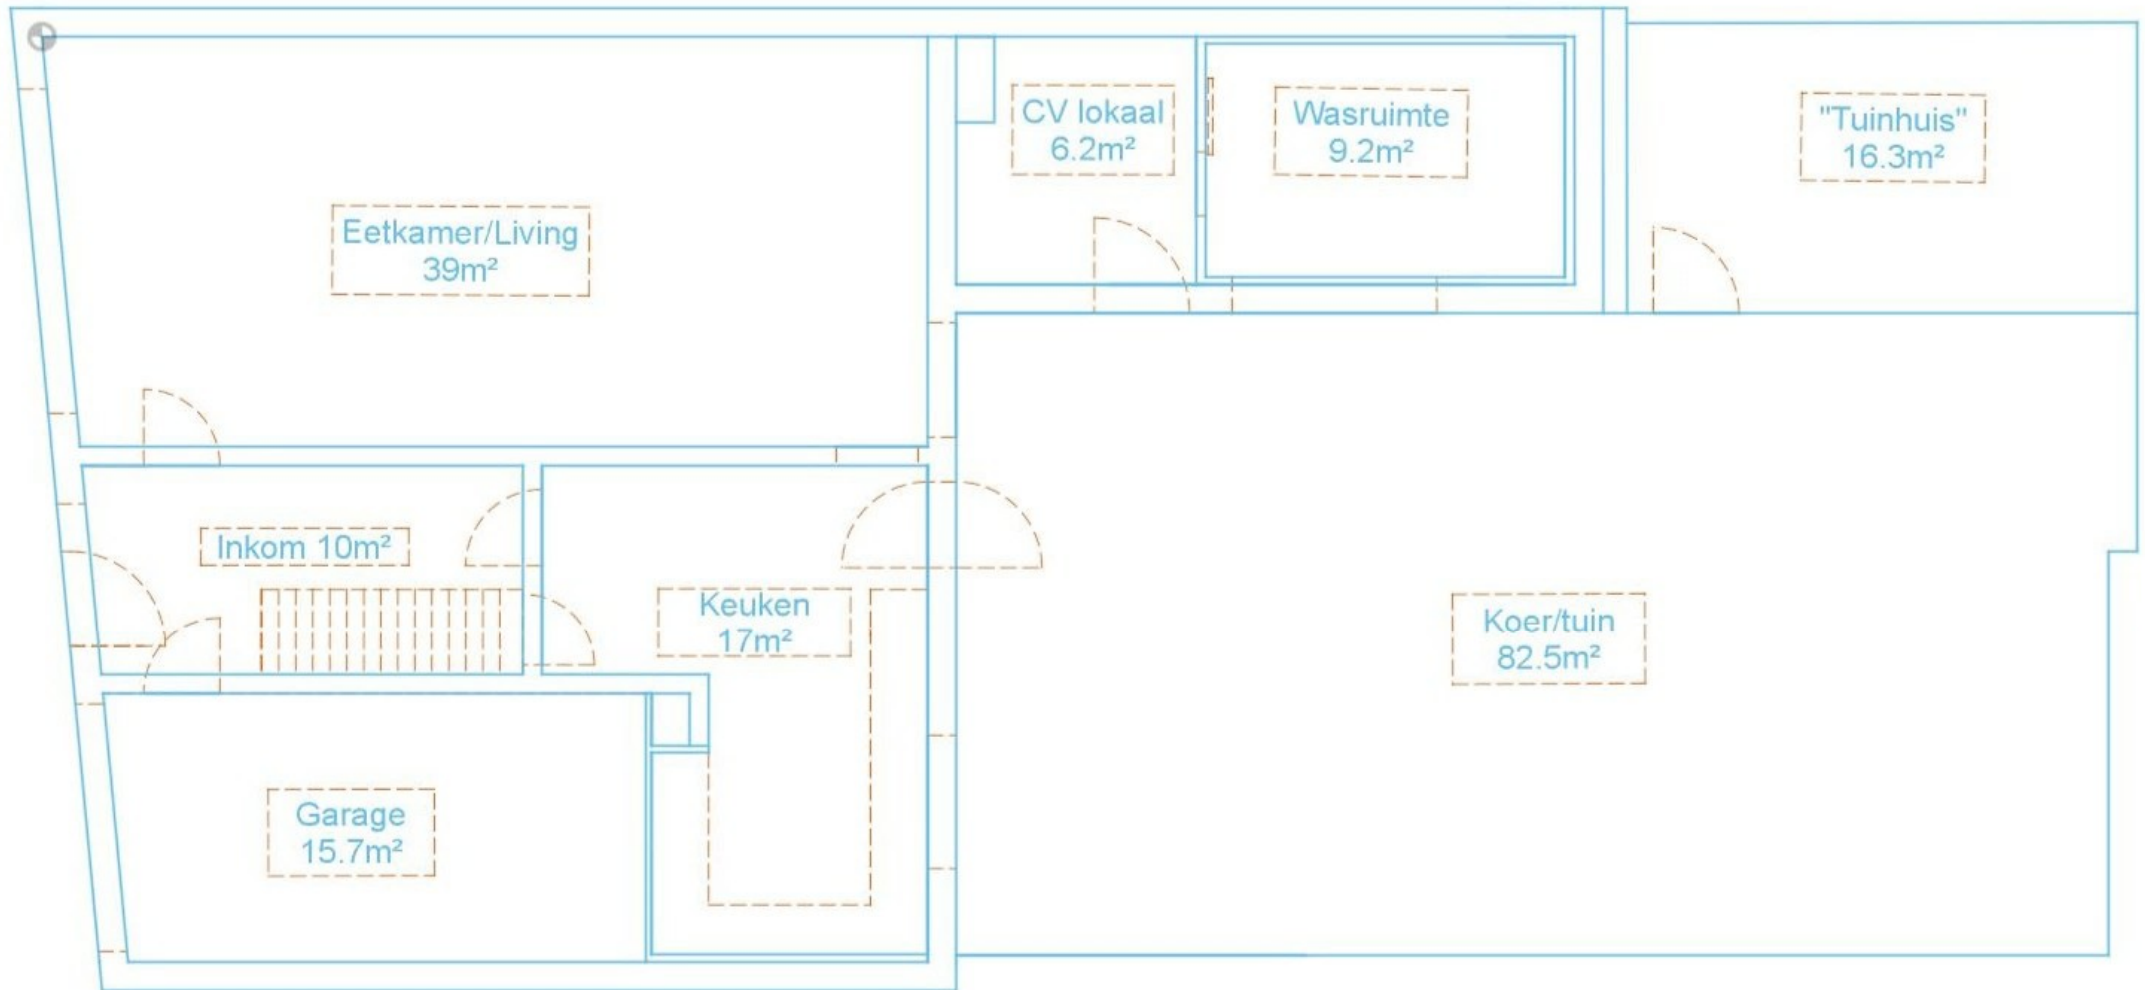 CV lokaal
6.2m²
Wasruimte
9.2m²
"Tuinhuis"
16.3m²
Eetkamer/Living
39m²
Inkom 10m²
Keuken
17m²
Koer/tuin
82.5m²
Garage
15.7m²